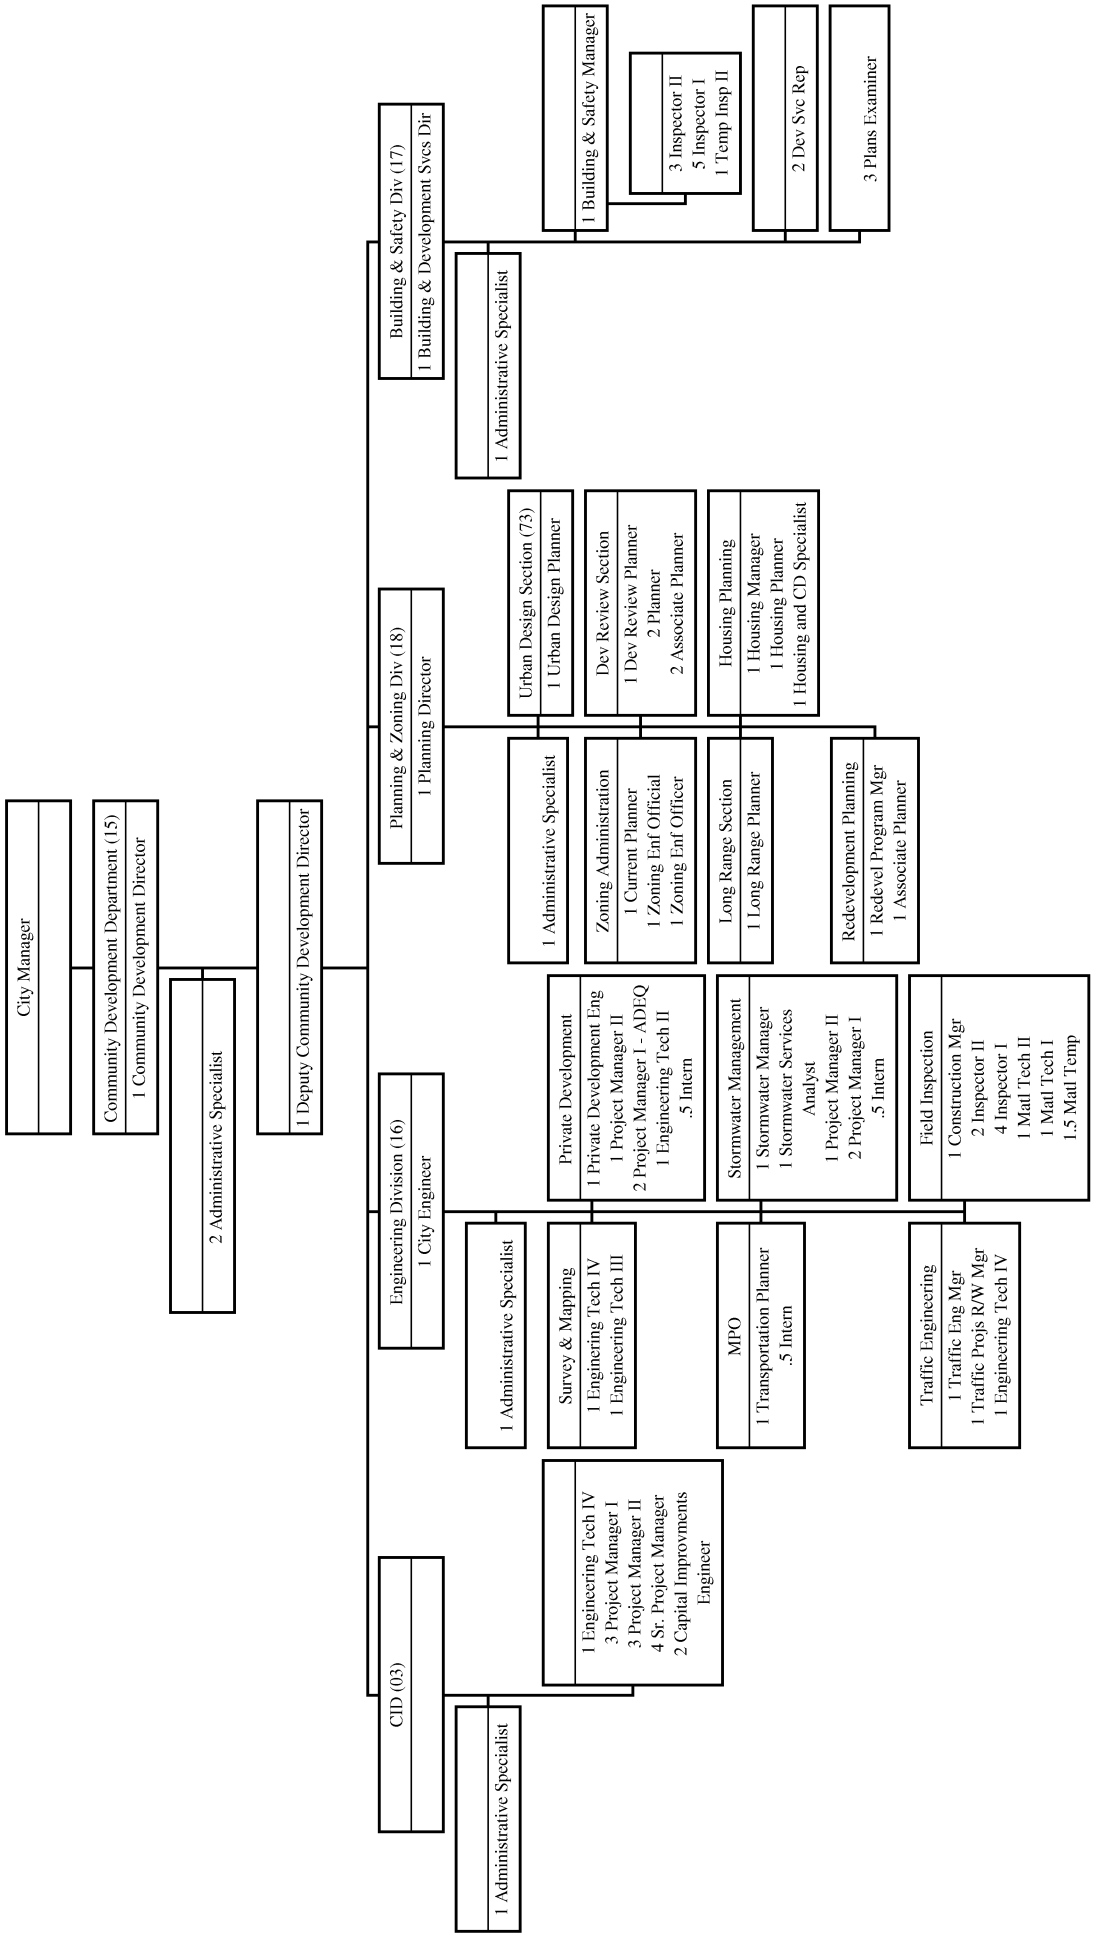 City Manager
Community Development Department (15)
1 Community Development Director
2 Administrative Specialist
1 Deputy Community Development Director
CID (03)
1 Administrative Specialist
1 Engineering Tech IV
3 Project Manager I
3 Project Manager II
4 Sr. Project Manager
2 Capital Improvments
Engineer
Engineering Division (16)
1 City Engineer
1 Administrative Specialist
Survey & Mapping
1 Enginering Tech IV
1 Engineering Tech III
Private Development
1 Private Development Eng
1 Project Manager II
2 Project Manager I - ADEQ
1 Engineering Tech II
.5 Intern
MPO
1 Transportation Planner
.5 Intern
Stormwater Management
1 Stormwater Manager
1 Stormwater Services
Analyst
1 Project Manager II
2 Project Manager I
.5 Intern
Traffic Engineering
1 Traffic Eng Mgr
1 Traffic Projs R/W Mgr
1 Engineering Tech IV
Field Inspection
1 Construction Mgr
2 Inspector II
4 Inspector I
1 Matl Tech II
1 Matl Tech I
1.5 Matl Temp
Planning & Zoning Div (18)
1 Planning Director
1 Administrative Specialist
Urban Design Section (73)
1 Urban Design Planner
Zoning Administration
1 Current Planner
1 Zoning Enf Official
1 Zoning Enf Officer
Dev Review Section
1 Dev Review Planner
2 Planner
2 Associate Planner
Long Range Section
1 Long Range Planner
Housing Planning
1 Housing Manager
1 Housing Planner
1 Housing and CD Specialist
Redevelopment Planning
1 Redevel Program Mgr
1 Associate Planner
Building & Safety Div (17)
1 Building & Development Svcs Dir
1 Administrative Specialist
1 Building & Safety Manager
3 Inspector II
5 Inspector I
1 Temp Insp II
2 Dev Svc Rep
3 Plans Examiner